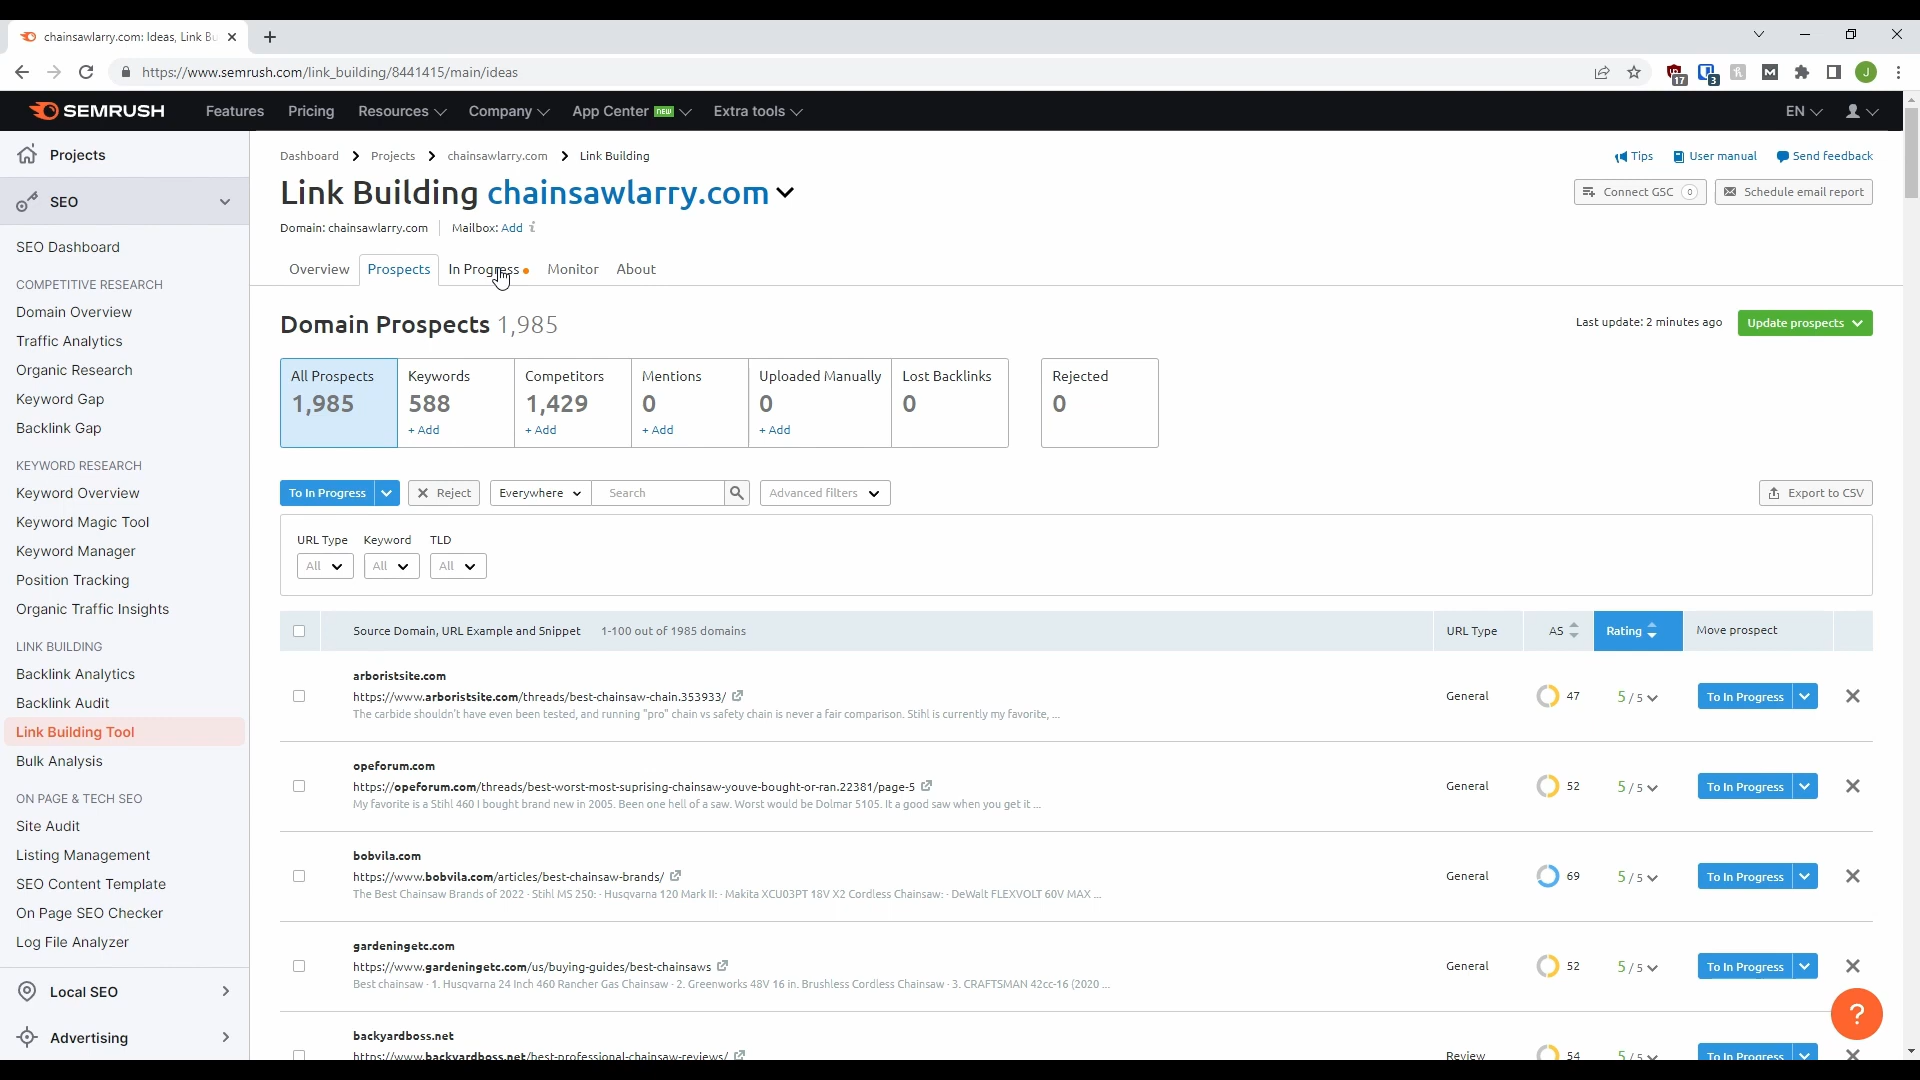 chainsawlarry.com: Ideas, Link Bu
https://www.semrush.com/link_building/8441415/main/ideas
17
3
M
J
SEMRUSH
Features
Pricing
Resources
Company
App Center NEW
Extra tools
EN
Projects
SEO
SEO Dashboard
COMPETITIVE RESEARCH
Domain Overview
Traffic Analytics
Organic Research
Keyword Gap
Backlink Gap
KEYWORD RESEARCH
Keyword Overview
Keyword Magic Tool
Keyword Manager
Position Tracking
Organic Traffic Insights
LINK BUILDING
Backlink Analytics
Backlink Audit
Link Building Tool
Bulk Analysis
ON PAGE & TECH SEO
Site Audit
Listing Management
SEO Content Template
On Page SEO Checker
Log File Analyzer
Local SEO
Advertising
Dashboard > Projects > chainsawlarry.com > Link Building
Tips
User manual
Send feedback
Link Building chainsawlarry.com
Connect GSC 0
Schedule email report
Domain: chainsawlarry.com
Mailbox: Add i
Overview
Prospects
In Progress
Monitor
About
Domain Prospects 1,985
Last update: 2 minutes ago
Update prospects
All Prospects
1,985
Keywords
588
+ Add
Competitors
1,429
+ Add
Mentions
0
+ Add
Uploaded Manually
0
+ Add
Lost Backlinks
0
Rejected
0
To In Progress
Reject
Everywhere
Search
Advanced filters
Export to CSV
URL Type Keyword TLD
All All All
Source Domain, URL Example and Snippet 1-100 out of 1985 domains
URL Type
AS
Rating
Move prospect
arboristsite.com
https://www.arboristsite.com/threads/best-chainsaw-chain.353933/
The carbide shouldn't have even been tested, and running "pro" chain vs safety chain is never a fair comparison. Stihl is currently my favorite, ...
General
47
5 / 5
To In Progress
opeforum.com
https://opeforum.com/threads/best-worst-most-suprising-chainsaw-youve-bought-or-ran.22381/page-5
My favorite is a Stihl 460 I bought brand new in 2005. Been one hell of a saw. Worst would be Dolmar 5105. It a good saw when you get it ...
General
52
5 / 5
To In Progress
bobvila.com
https://www.bobvila.com/articles/best-chainsaw-brands/
The Best Chainsaw Brands of 2022 · Stihl MS 250: · Husqvarna 120 Mark II: · Makita XCU03PT 18V X2 Cordless Chainsaw: · DeWalt FLEXVOLT 60V MAX ...
General
69
5 / 5
To In Progress
gardeningetc.com
https://www.gardeningetc.com/us/buying-guides/best-chainsaws
Best chainsaw · 1. Husqvarna 24 Inch 460 Rancher Gas Chainsaw · 2. Greenworks 48V 16 in. Brushless Cordless Chainsaw · 3. CRAFTSMAN 42cc-16 (2020 ...
General
52
5 / 5
To In Progress
?
backyardboss.net
https://www.backyardboss.net/best-professional-chainsaw-reviews/
Review
54
5 / 5
To In Progress